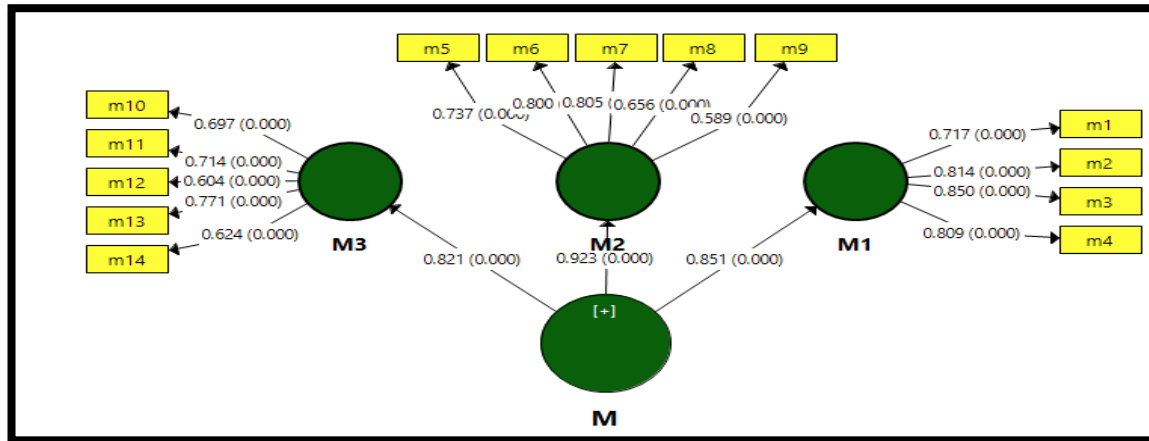 m5
m6
m7
m8
m9
0.737 (0.000)
0.800
0.805
0.656 (0.000)
0.589 (0.000)
m10
m11
m12
m13
m14
0.697 (0.000)
0.714 (0.000)
0.604 (0.000)
0.771 (0.000)
0.624 (0.000)
M3
M2
M1
0.717 (0.000)
0.814 (0.000)
0.850 (0.000)
0.809 (0.000)
m1
m2
m3
m4
0.821 (0.000)
0.923 (0.000)
0.851 (0.000)
[+]
M